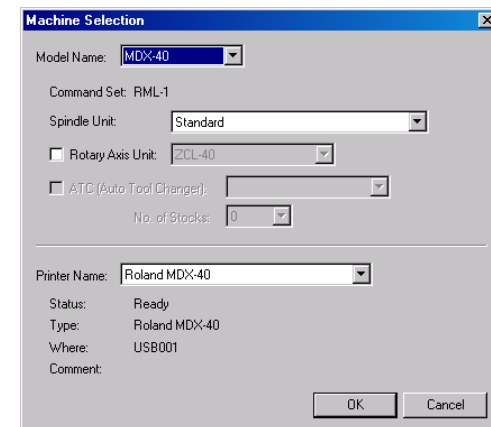 Machine Selection
Model Name: MDX-40
Command Set: RML-1
Spindle Unit: Standard
Rotary Axis Unit: ZCL-40
ATC (Auto Tool Changer):
No. of Stocks: 0
Printer Name: Roland MDX-40
Status: Ready
Type: Roland MDX-40
Where: USB001
Comment:
OK Cancel